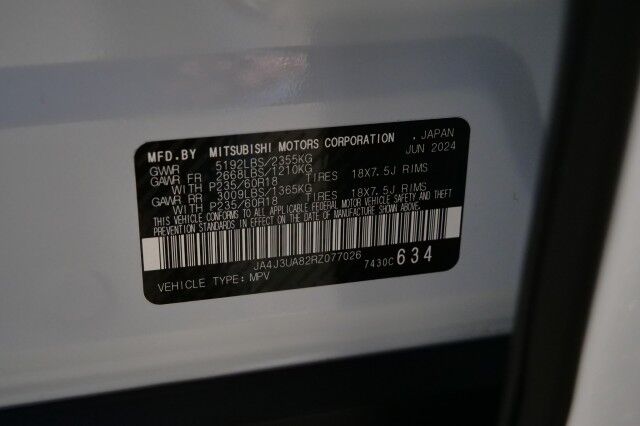 MFD.BY MITSUBISHI MOTORS CORPORATION , JAPAN
GVWR 5192LBS/2355KG JUN 2024
GAWR FR 2668LBS/1210KG
WITH P235/60R18 TIRES 18X7.5J RIMS
GAWR RR 3009LBS/1365KG
WITH P235/60R18 TIRES 18X7.5J RIMS
THIS VEHICLE CONFORMS TO ALL APPLICABLE FEDERAL MOTOR VEHICLE SAFETY AND THEFT
PREVENTION STANDARDS IN EFFECT ON THE DATE OF MANUFACTURE SHOWN ABOVE.
JA4J3UA82RZ077026 7430C 634
VEHICLE TYPE: MPV